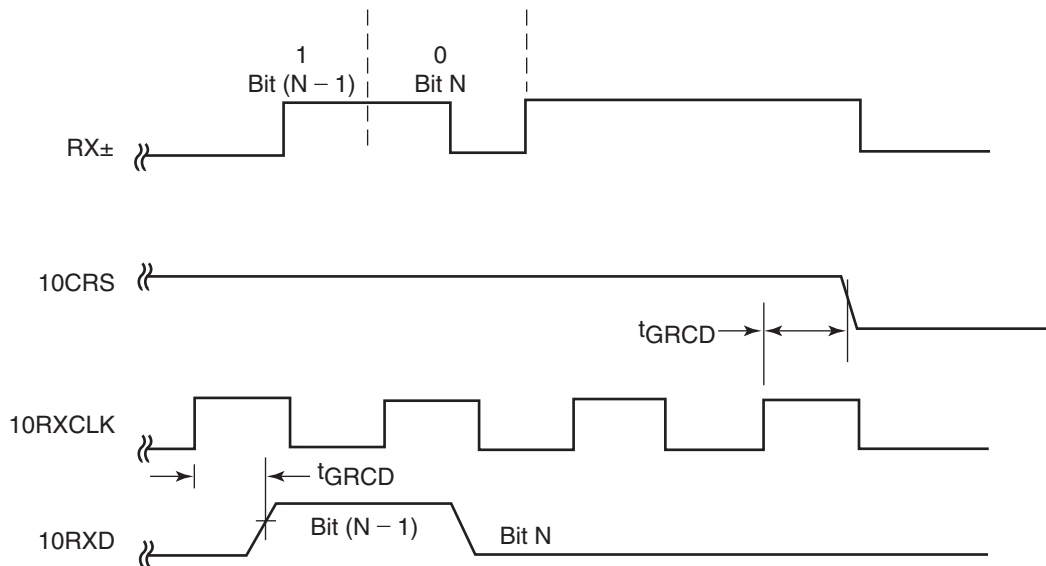 1 0
Bit (N – 1) Bit N
RX±
10CRS
tGRCD
10RXCLK
tGRCD
10RXD
Bit (N – 1) Bit N